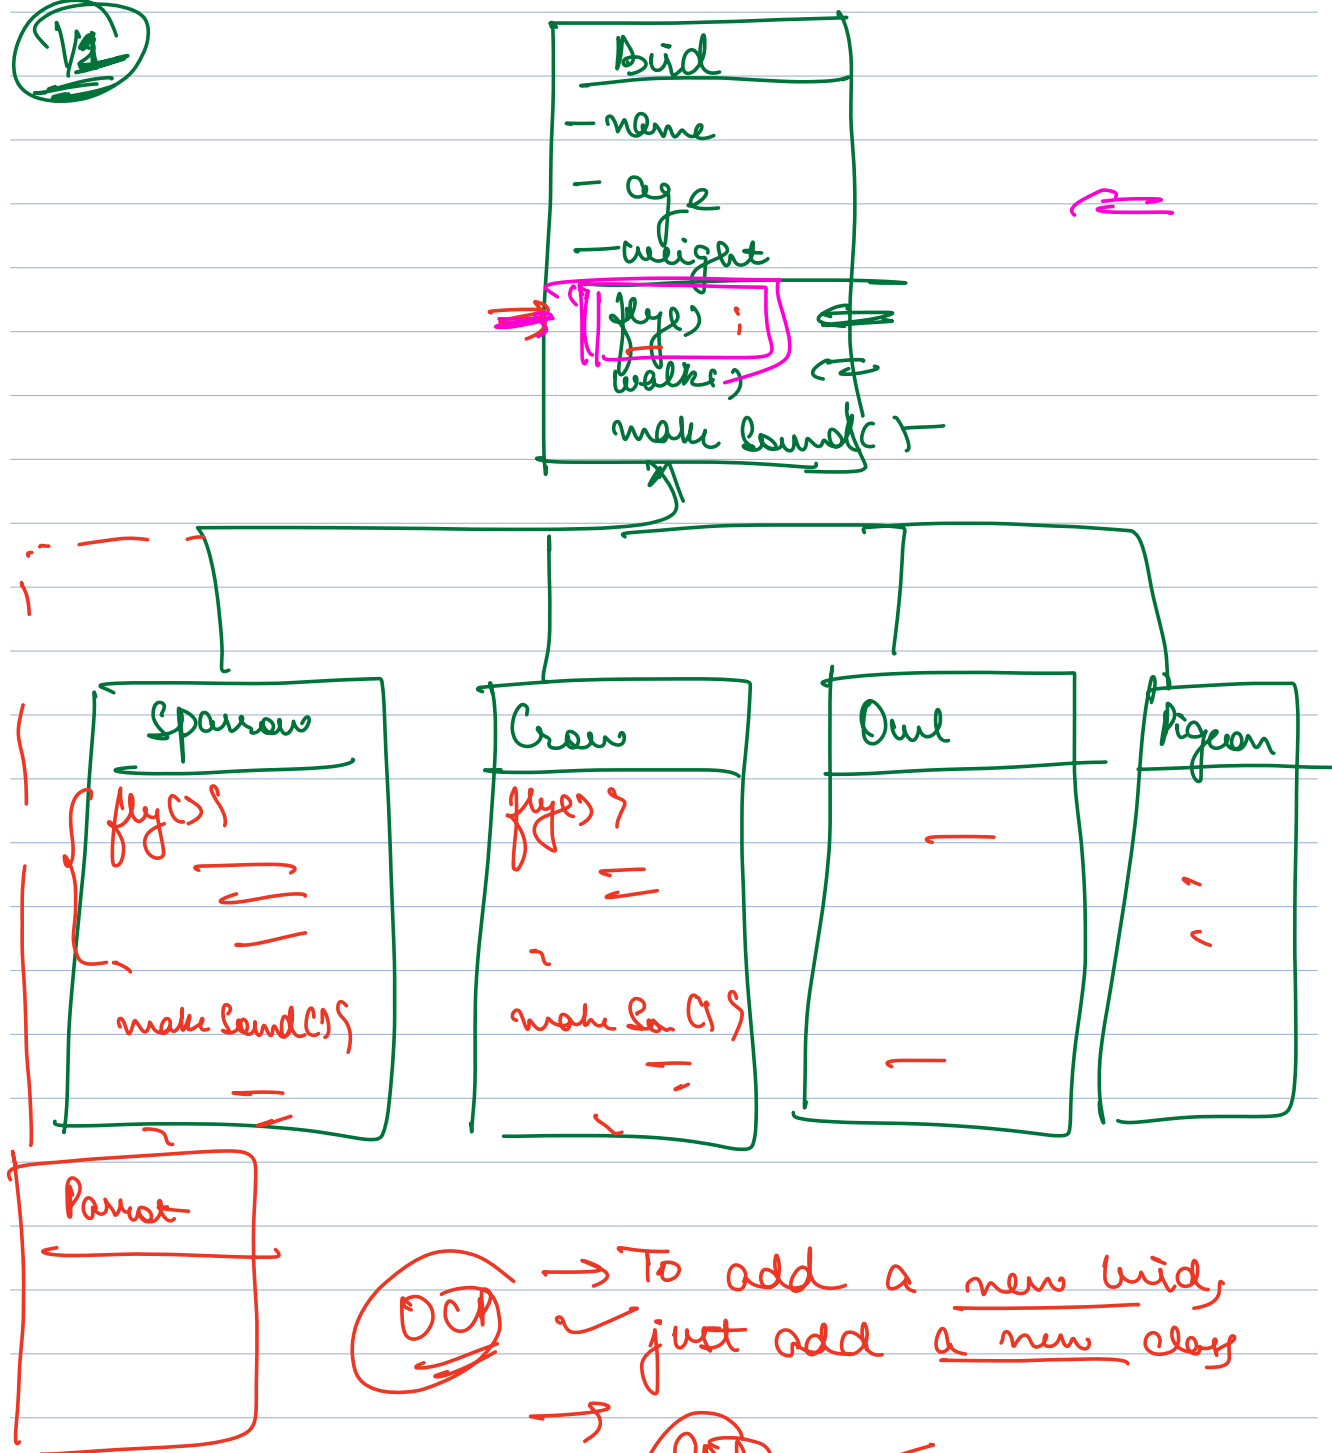 Bird
- name
- age
- weight
fly()
walk()
make Sound()
Sparrow
Crow
Owl
Pigeon
fly() {
fly() {
make Sound() {
make So () {
Parrot
OCP
→ To add a new bird,
just add a new class
→